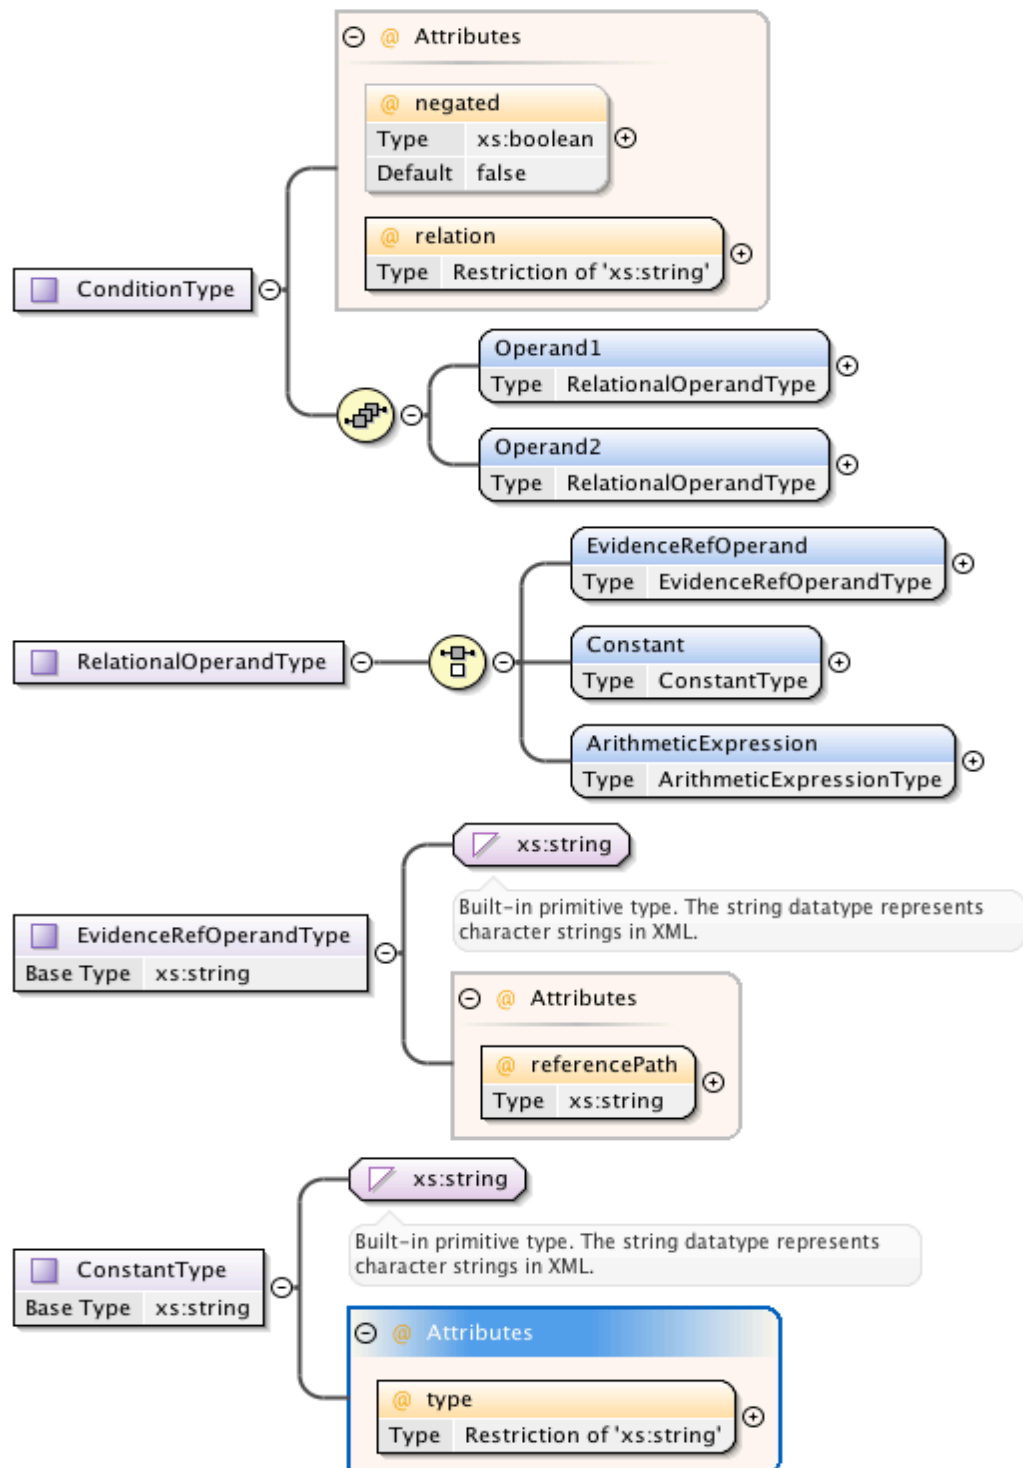 @ Attributes
@ negated
Type xs:boolean
Default false
@ relation
Type Restriction of 'xs:string'
ConditionType
Operand1
Type RelationalOperandType
Operand2
Type RelationalOperandType
EvidenceRefOperand
Type EvidenceRefOperandType
RelationalOperandType
Constant
Type ConstantType
ArithmeticExpression
Type ArithmeticExpressionType
xs:string
Built-in primitive type. The string datatype represents
character strings in XML.
EvidenceRefOperandType
Base Type xs:string
@ Attributes
@ referencePath
Type xs:string
xs:string
Built-in primitive type. The string datatype represents
character strings in XML.
ConstantType
Base Type xs:string
@ Attributes
@ type
Type Restriction of 'xs:string'